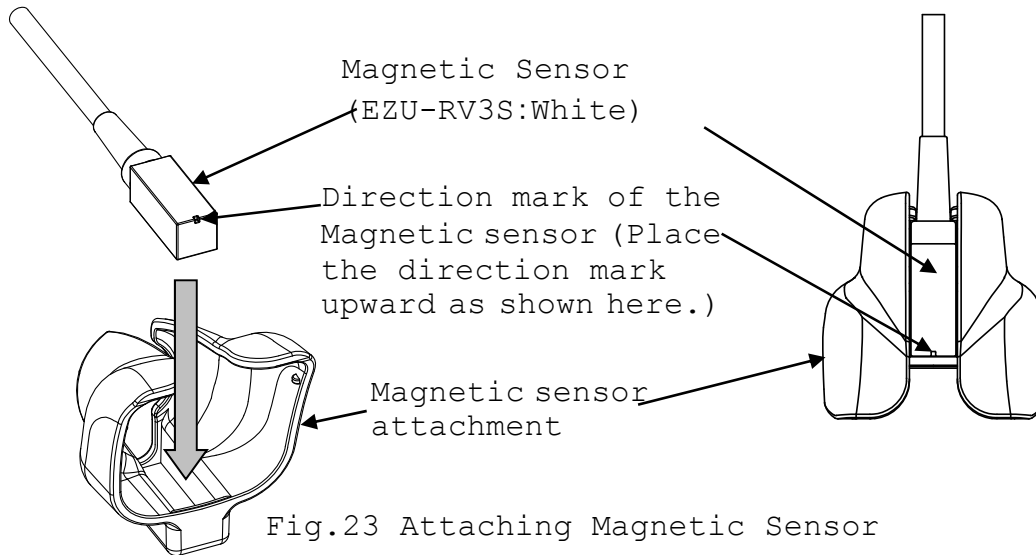 Magnetic Sensor
(EZU-RV3S:White)
Direction mark of the
Magnetic sensor (Place
the direction mark
upward as shown here.)
Magnetic sensor
attachment
Fig.23 Attaching Magnetic Sensor